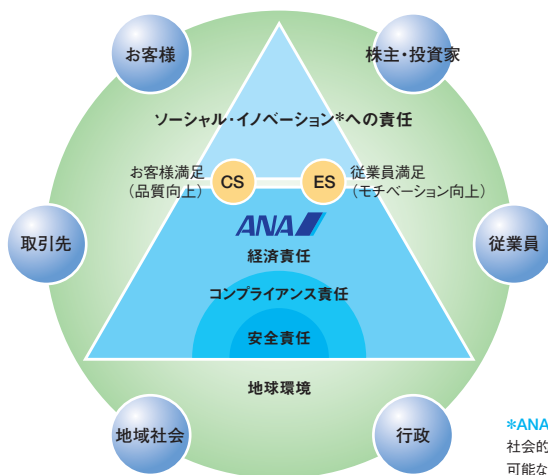 お客様
株主・投資家
ソーシャル・イノベーション*への責任
お客様満足
（品質向上）
CS
ES
従業員満足
（モチベーション向上）
取引先
ANA
従業員
経済責任
コンプライアンス責任
安全責任
地球環境
地域社会
行政
*ANA
社会的
可能な